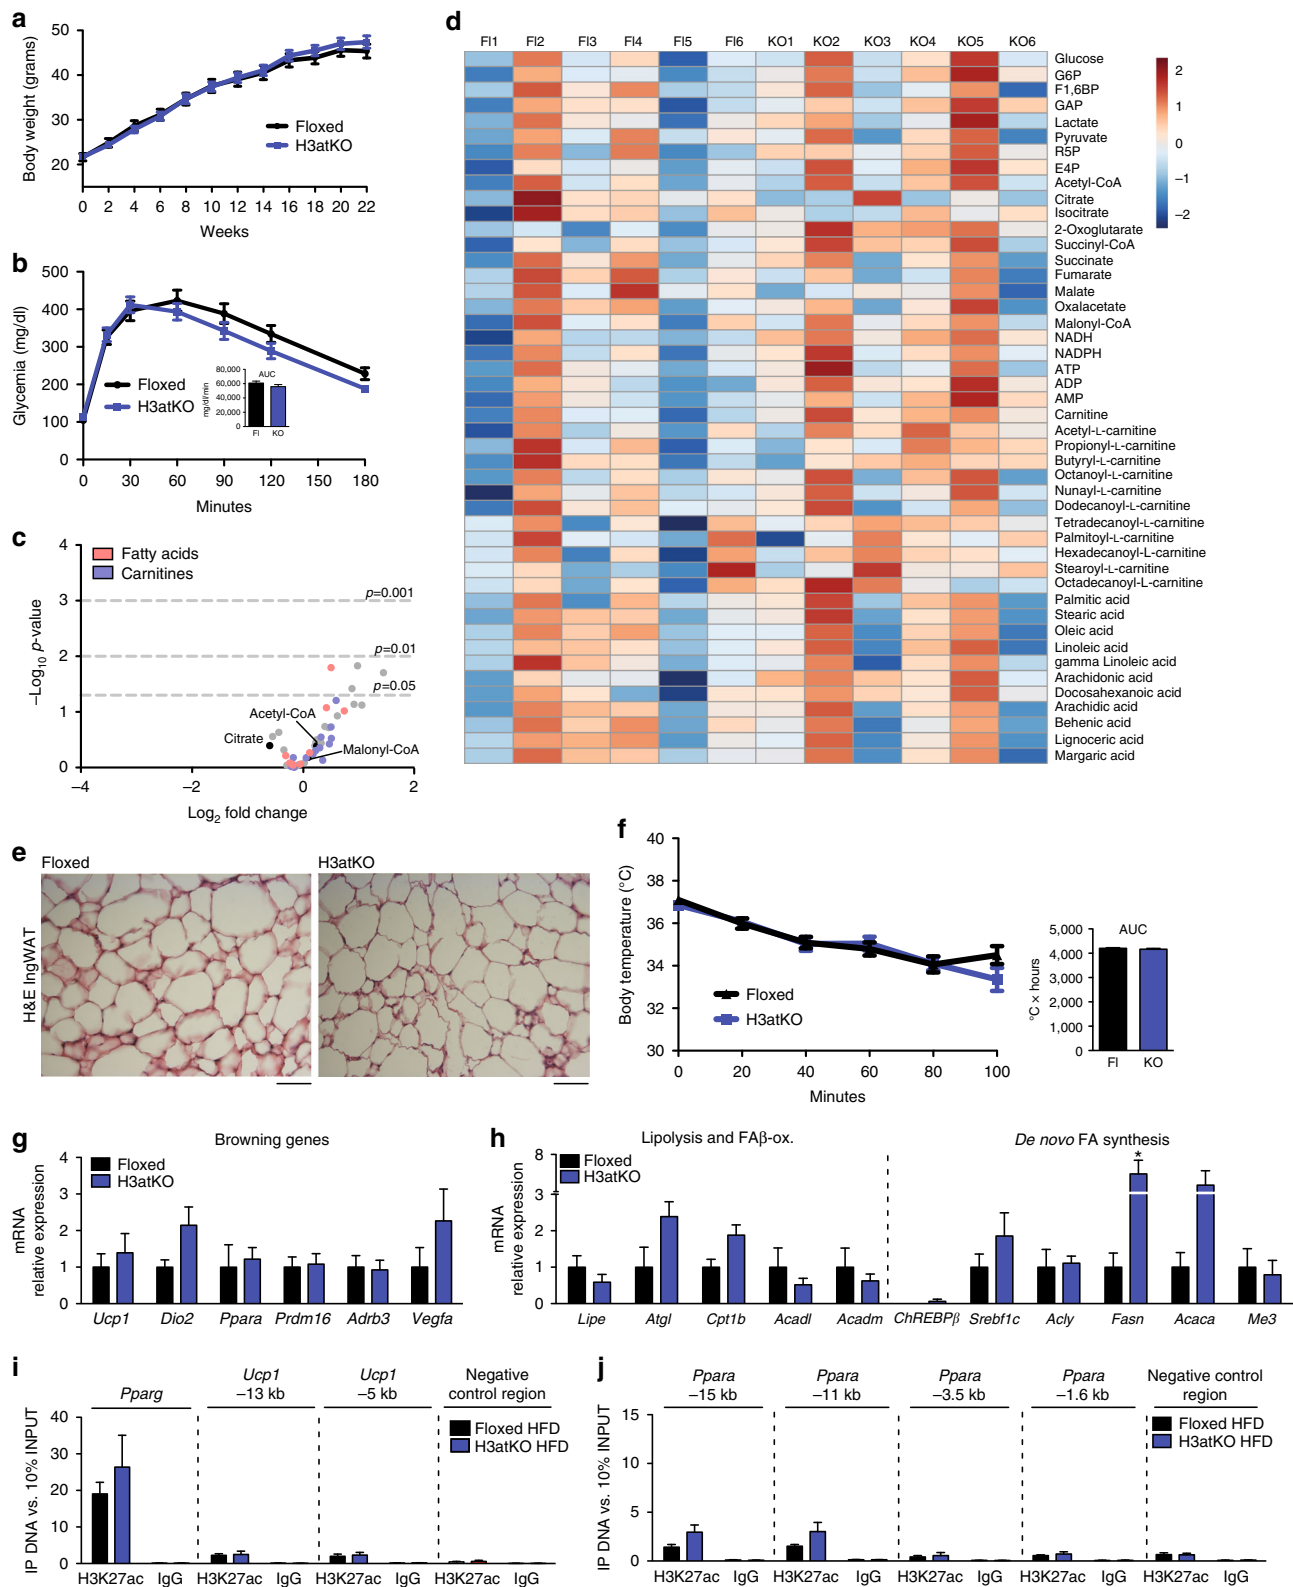 a
Body weight (grams)
50
40
30
20
Floxed
H3atKO
0 2 4 6 8 10 12 14 16 18 20 22
Weeks
b
Glycemia (mg/dl)
500
400
300
200
100
0
Floxed
H3atKO
AUC
mg/dl/min
80,000
60,000
40,000
20,000
0
Fl KO
0 30 60 90 120 150 180
Minutes
c
Fatty acids
Carnitines
–Log10 p-value
4
3
2
1
0
p=0.001
p=0.01
p=0.05
Acetyl-CoA
Citrate
Malonyl-CoA
–4 –2 0 2
Log2 fold change
d
Fl1 Fl2 Fl3 Fl4 Fl5 Fl6 KO1 KO2 KO3 KO4 KO5 KO6
Glucose
G6P
F1,6BP
GAP
Lactate
Pyruvate
R5P
E4P
Acetyl-CoA
Citrate
Isocitrate
2-Oxoglutarate
Succinyl-CoA
Succinate
Fumarate
Malate
Oxalacetate
Malonyl-CoA
NADH
NADPH
ATP
ADP
AMP
Carnitine
Acetyl-L-carnitine
Propionyl-L-carnitine
Butyryl-L-carnitine
Octanoyl-L-carnitine
Nunayl-L-carnitine
Dodecanoyl-L-carnitine
Tetradecanoyl-L-carnitine
Palmitoyl-L-carnitine
Hexadecanoyl-L-carnitine
Stearoyl-L-carnitine
Octadecanoyl-L-carnitine
Palmitic acid
Stearic acid
Oleic acid
Linoleic acid
gamma Linoleic acid
Arachidonic acid
Docosahexanoic acid
Arachidic acid
Behenic acid
Lignoceric acid
Margaric acid
2
1
0
–1
–2
e
Floxed
H3atKO
H&E IngWAT
f
Body temperature (°C)
40
38
36
34
32
30
Floxed
H3atKO
0 20 40 60 80 100
Minutes
AUC
°C × hours
5,000
4,000
3,000
2,000
1,000
0
Fl KO
g
Browning genes
mRNA
relative expression
4
3
2
1
0
Floxed
H3atKO
Ucp1 Dio2 Ppara Prdm16 Adrb3 Vegfa
h
Lipolysis and FAβ-ox.
De novo FA synthesis
mRNA
relative expression
8
3
2
1
0
Floxed
H3atKO
*
Lipe Atgl Cpt1b Acadl Acadm ChREBPβ Srebf1c Acly Fasn Acaca Me3
i
Pparg
Ucp1
–13 kb
Ucp1
–5 kb
Negative
control region
IP DNA vs. 10% INPUT
40
30
20
10
0
Floxed HFD
H3atKO HFD
H3K27ac IgG H3K27ac IgG H3K27ac IgG H3K27ac IgG
j
Ppara
–15 kb
Ppara
–11 kb
Ppara
–3.5 kb
Ppara
–1.6 kb
Negative control
region
IP DNA vs. 10% INPUT
15
10
5
0
Floxed HFD
H3atKO HFD
H3K27ac IgG H3K27ac IgG H3K27ac IgG H3K27ac IgG H3K27ac IgG